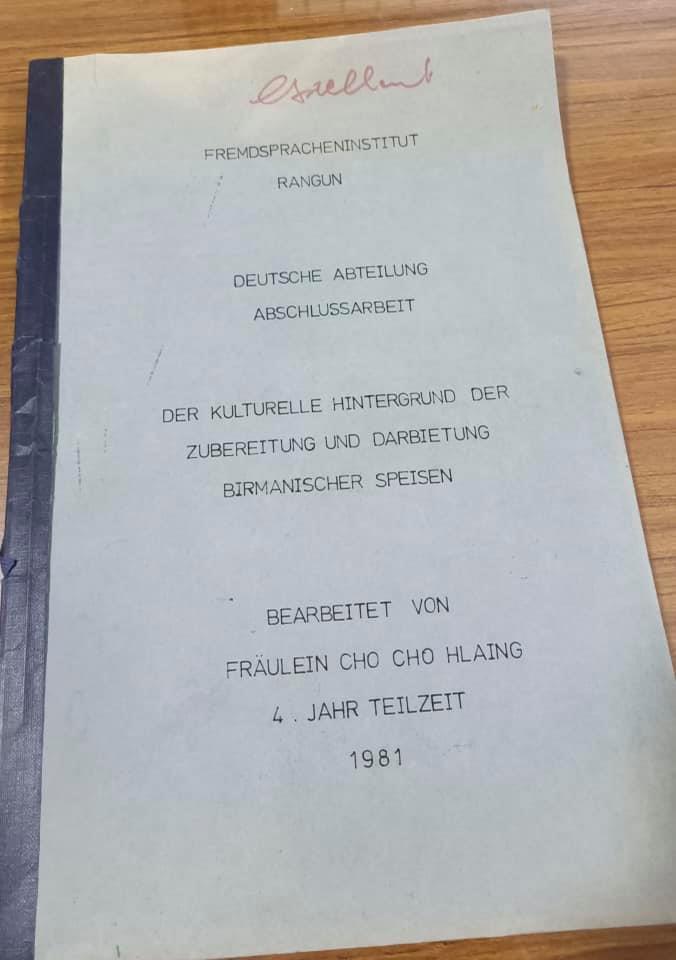 Excellent
FREMDSPRACHENINSTITUT
RANGUN
DEUTSCHE ABTEILUNG
ABSCHLUSSARBEIT
DER KULTURELLE HINTERGRUND DER
ZUBEREITUNG UND DARBIETUNG
BIRMANISCHER SPEISEN
BEARBEITET VON
FRÄULEIN CHO CHO HLAING
4. JAHR TEILZEIT
1981